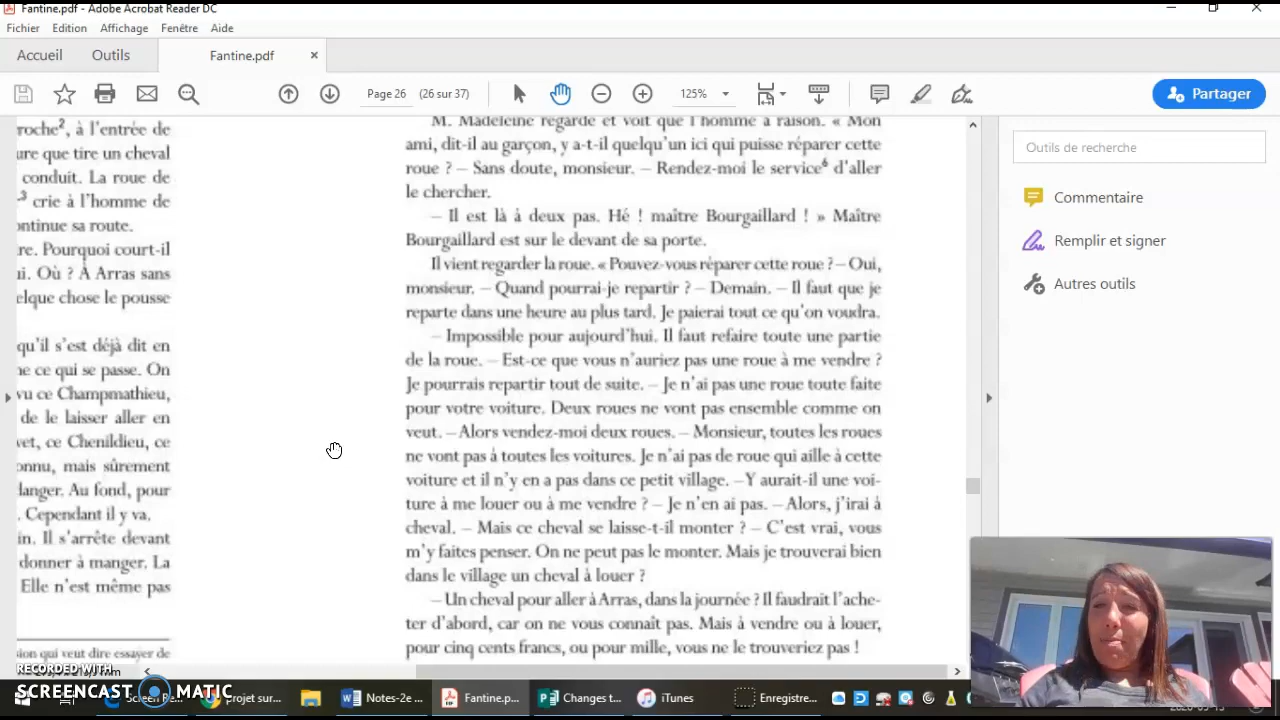 Fantine.pdf - Adobe Acrobat Reader DC
Fichier Edition Affichage Fenêtre Aide
Accueil Outils Fantine.pdf ×
Page 26 (26 sur 37) 125% Partager
roche², à l'entrée de
ure que tire un cheval
conduit. La roue de
³ crie à l'homme de
ontinue sa route.
re. Pourquoi court-il
ui. Où ? À Arras sans
elque chose le pousse
qu'il s'est déjà dit en
ne ce qui se passe. On
vu ce Champmathieu,
de le laisser aller en
vet, ce Chenildieu, ce
onnu, mais sûrement
langer. Au fond, pour
. Cependant il y va.
in. Il s'arrête devant
donner à manger. La
Elle n'est même pas
sion qui veut dire essayer de
M. Madeleine regarde et voit que l'homme a raison. « Mon
ami, dit-il au garçon, y a-t-il quelqu'un ici qui puisse réparer cette
roue ? – Sans doute, monsieur. – Rendez-moi le service⁶ d'aller
le chercher.
– Il est là à deux pas. Hé ! maître Bourgaillard ! » Maître
Bourgaillard est sur le devant de sa porte.
Il vient regarder la roue. « Pouvez-vous réparer cette roue ? – Oui,
monsieur. – Quand pourrai-je repartir ? – Demain. – Il faut que je
reparte dans une heure au plus tard. Je paierai tout ce qu'on voudra.
– Impossible pour aujourd'hui. Il faut refaire toute une partie
de la roue. – Est-ce que vous n'auriez pas une roue à me vendre ?
Je pourrais repartir tout de suite. – Je n'ai pas une roue toute faite
pour votre voiture. Deux roues ne vont pas ensemble comme on
veut. – Alors vendez-moi deux roues. – Monsieur, toutes les roues
ne vont pas à toutes les voitures. Je n'ai pas de roue qui aille à cette
voiture et il n'y en a pas dans ce petit village. – Y aurait-il une voi-
ture à me louer ou à me vendre ? – Je n'en ai pas. – Alors, j'irai à
cheval. – Mais ce cheval se laisse-t-il monter ? – C'est vrai, vous
m'y faites penser. On ne peut pas le monter. Mais je trouverai bien
dans le village un cheval à louer ?
– Un cheval pour aller à Arras, dans la journée ? Il faudrait l'ache-
ter d'abord, car on ne vous connaît pas. Mais à vendre ou à louer,
pour cinq cents francs, ou pour mille, vous ne le trouveriez pas !
Outils de recherche
Commentaire
Remplir et signer
Autres outils
RECORDED WITH
SCREENCAST MATIC
Screen Re... projet sur... Notes-2e ... Fantine.p... Changes t... iTunes Enregistre...